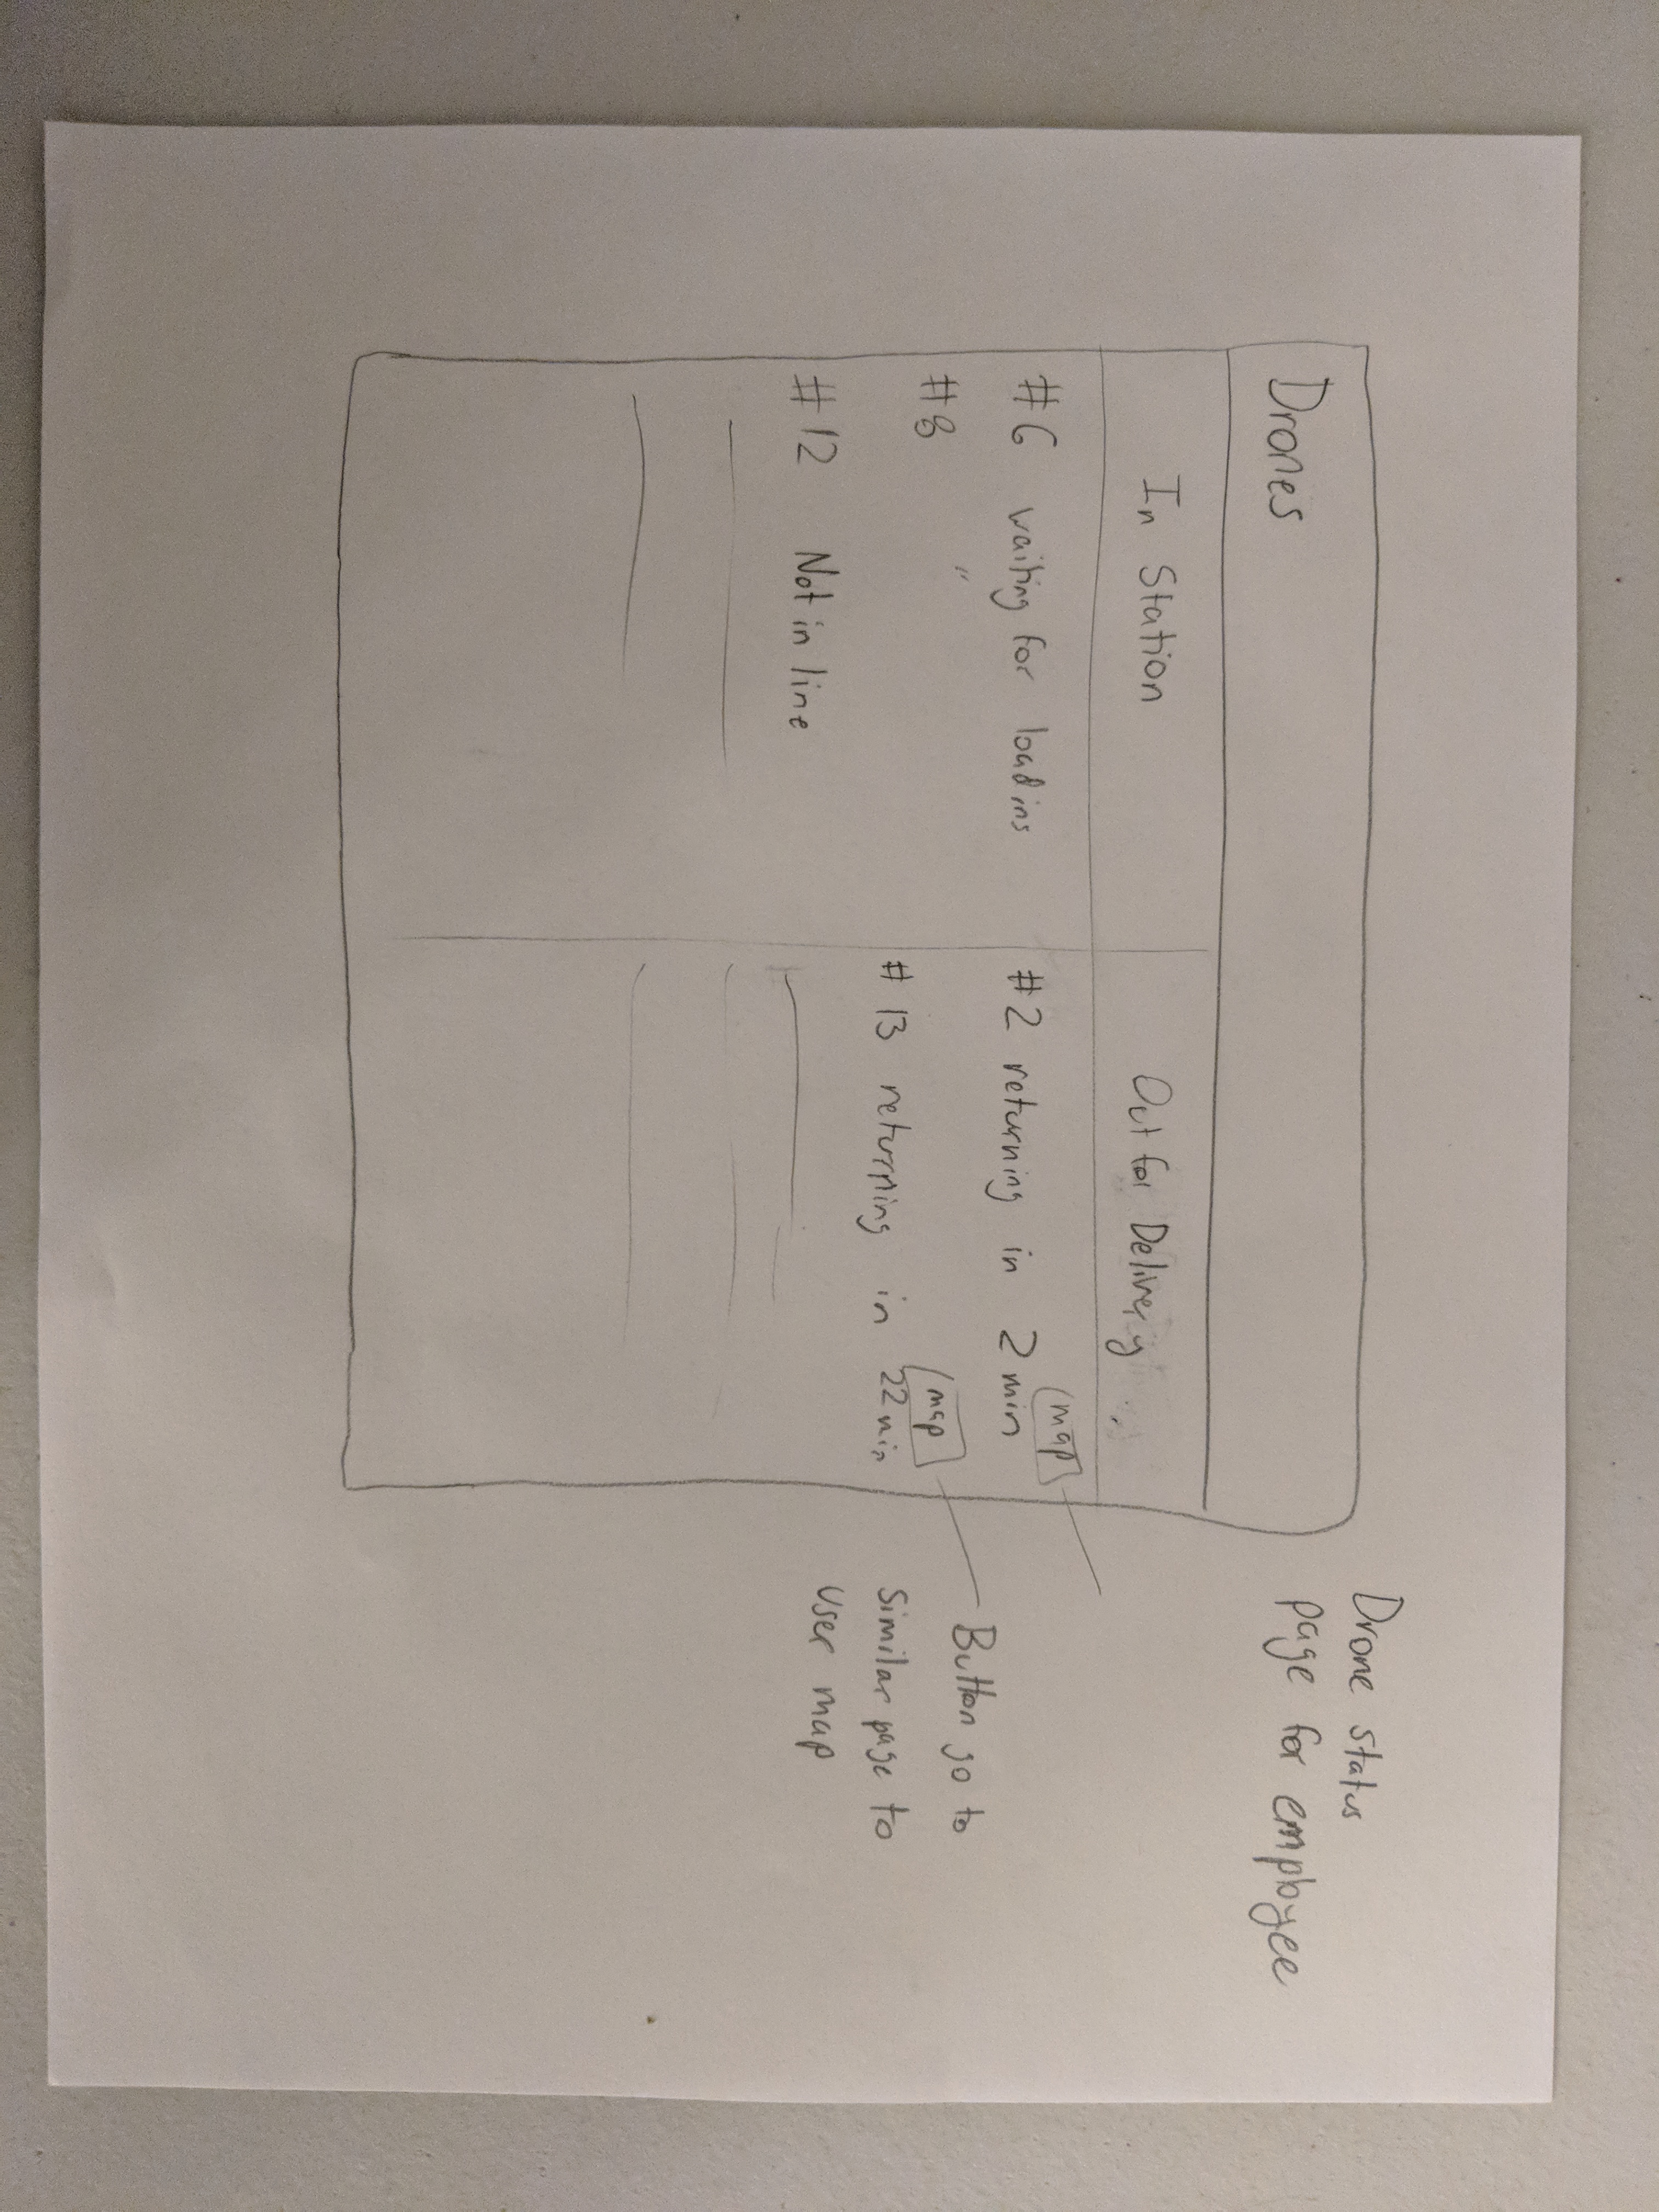 Drone status
page for employee
Drones
In Station
Out for Delivery
#6 waiting for loading
#8 "
#12 Not in line
map
#2 returning in 2 min
map
#13 returning in 22 min
Button go to
similar page to
user map